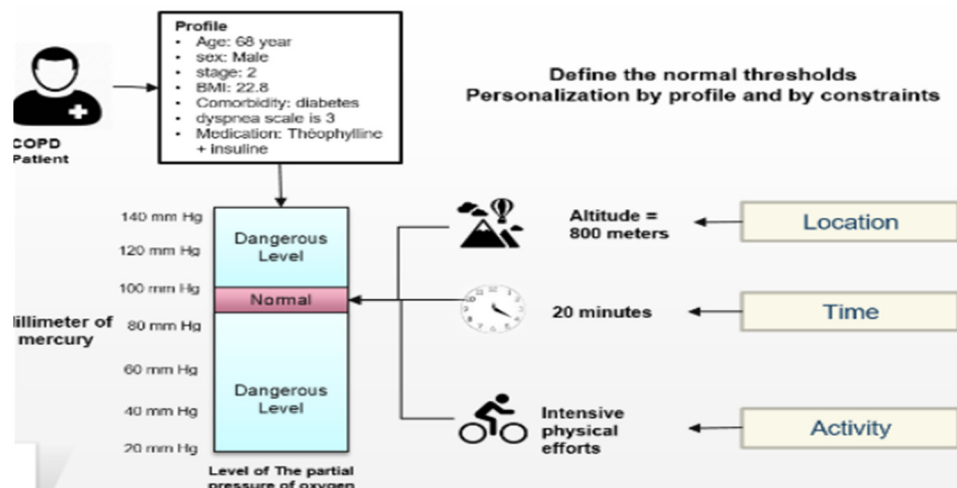 Profile
• Age: 68 year
• sex: Male
• stage: 2
• BMI: 22.8
• Comorbidity: diabetes
• dyspnea scale is 3
• Medication: Théophylline
+ insuline
COPD
Patient
Define the normal thresholds
Personalization by profile and by constraints
140 mm Hg
120 mm Hg
100 mm Hg
80 mm Hg
60 mm Hg
40 mm Hg
20 mm Hg
illimeter of
mercury
Dangerous
Level
Normal
Dangerous
Level
Level of The partial
pressure of oxygen
Altitude =
800 meters
Location
20 minutes
Time
Intensive
physical
efforts
Activity